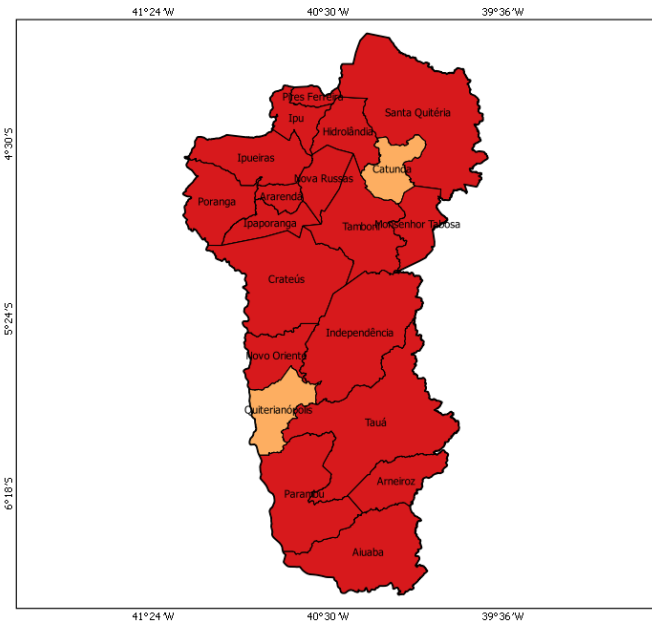 41°24´W 40°30´W 39°36´W
4°30´S
5°24´S
6°18´S
Pires Ferreira
Ipu
Santa Quitéria
Hidrolândia
Ipueiras
Catunda
Nova Russas
Poranga
Ararendá
Ipaporanga
Tamboril
Monsenhor Tabosa
Crateús
Independência
Novo Oriente
Quiterianópolis
Tauá
Arneiroz
Parambu
Aiuaba
41°24´W 40°30´W 39°36´W